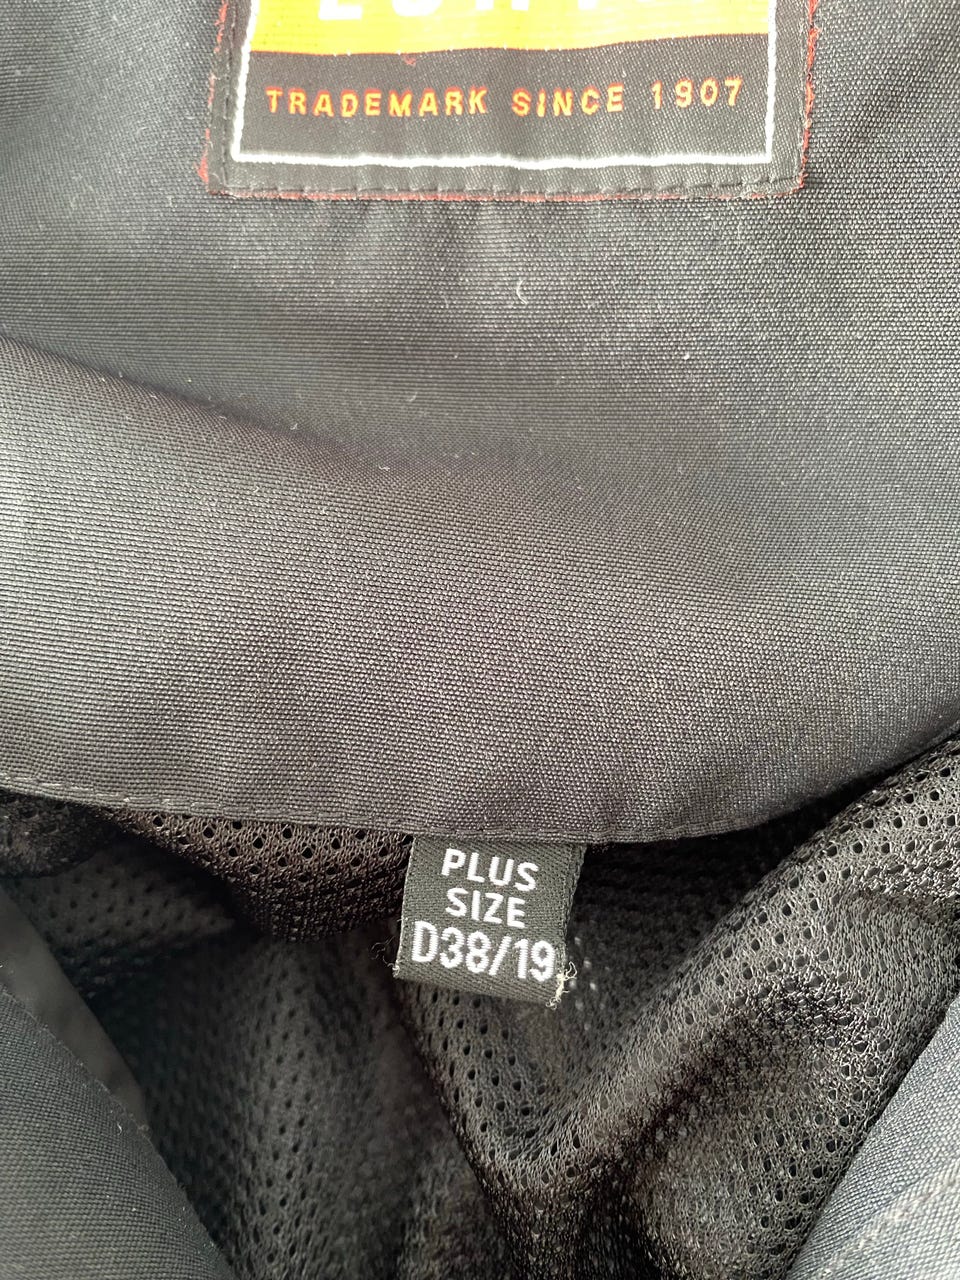 TRADEMARK SINCE 1907
PLUS
SIZE
D38/19